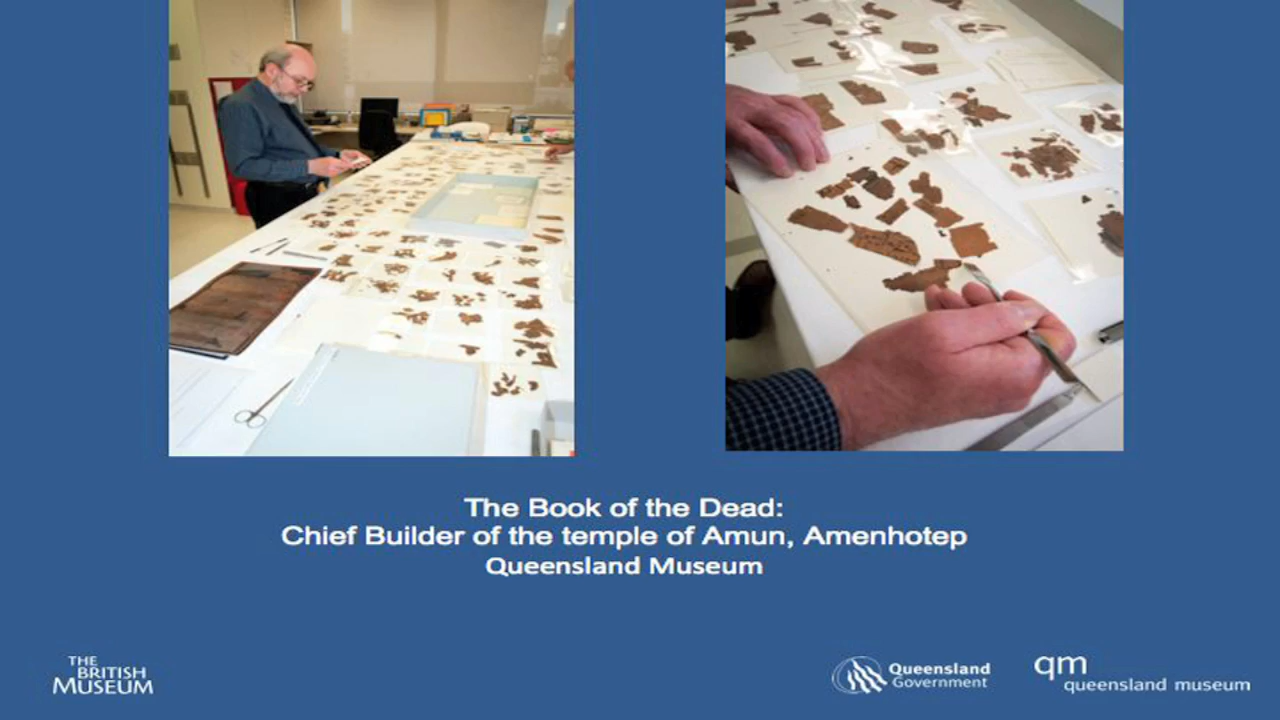 The Book of the Dead:
Chief Builder of the temple of Amun, Amenhotep
Queensland Museum
THE
BRITISH
MUSEUM
Queensland
Government
qm
queensland museum